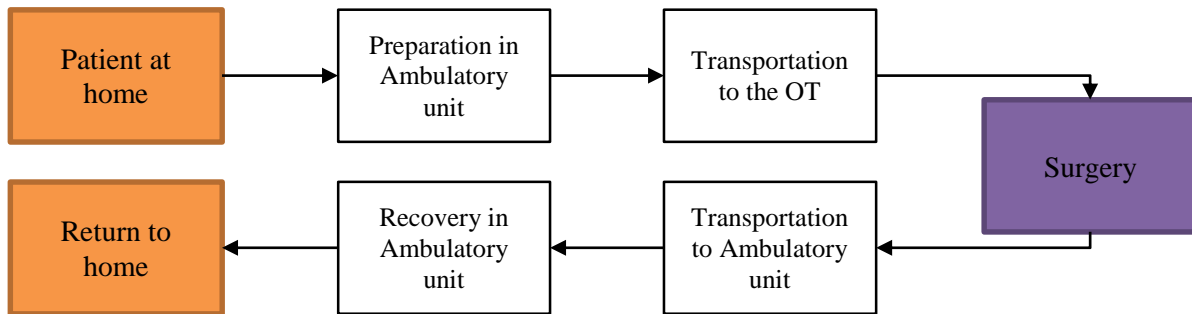 Patient at
home
Preparation in
Ambulatory
unit
Transportation
to the OT
Surgery
Return to
home
Recovery in
Ambulatory
unit
Transportation
to Ambulatory
unit